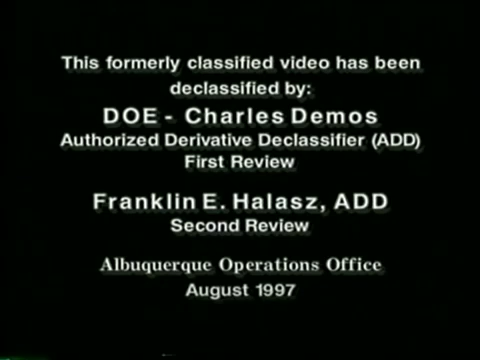 This formerly classified video has been
declassified by:
DOE - Charles Demos
Authorized Derivative Declassifier (ADD)
First Review
Franklin E. Halasz, ADD
Second Review
Albuquerque Operations Office
August 1997